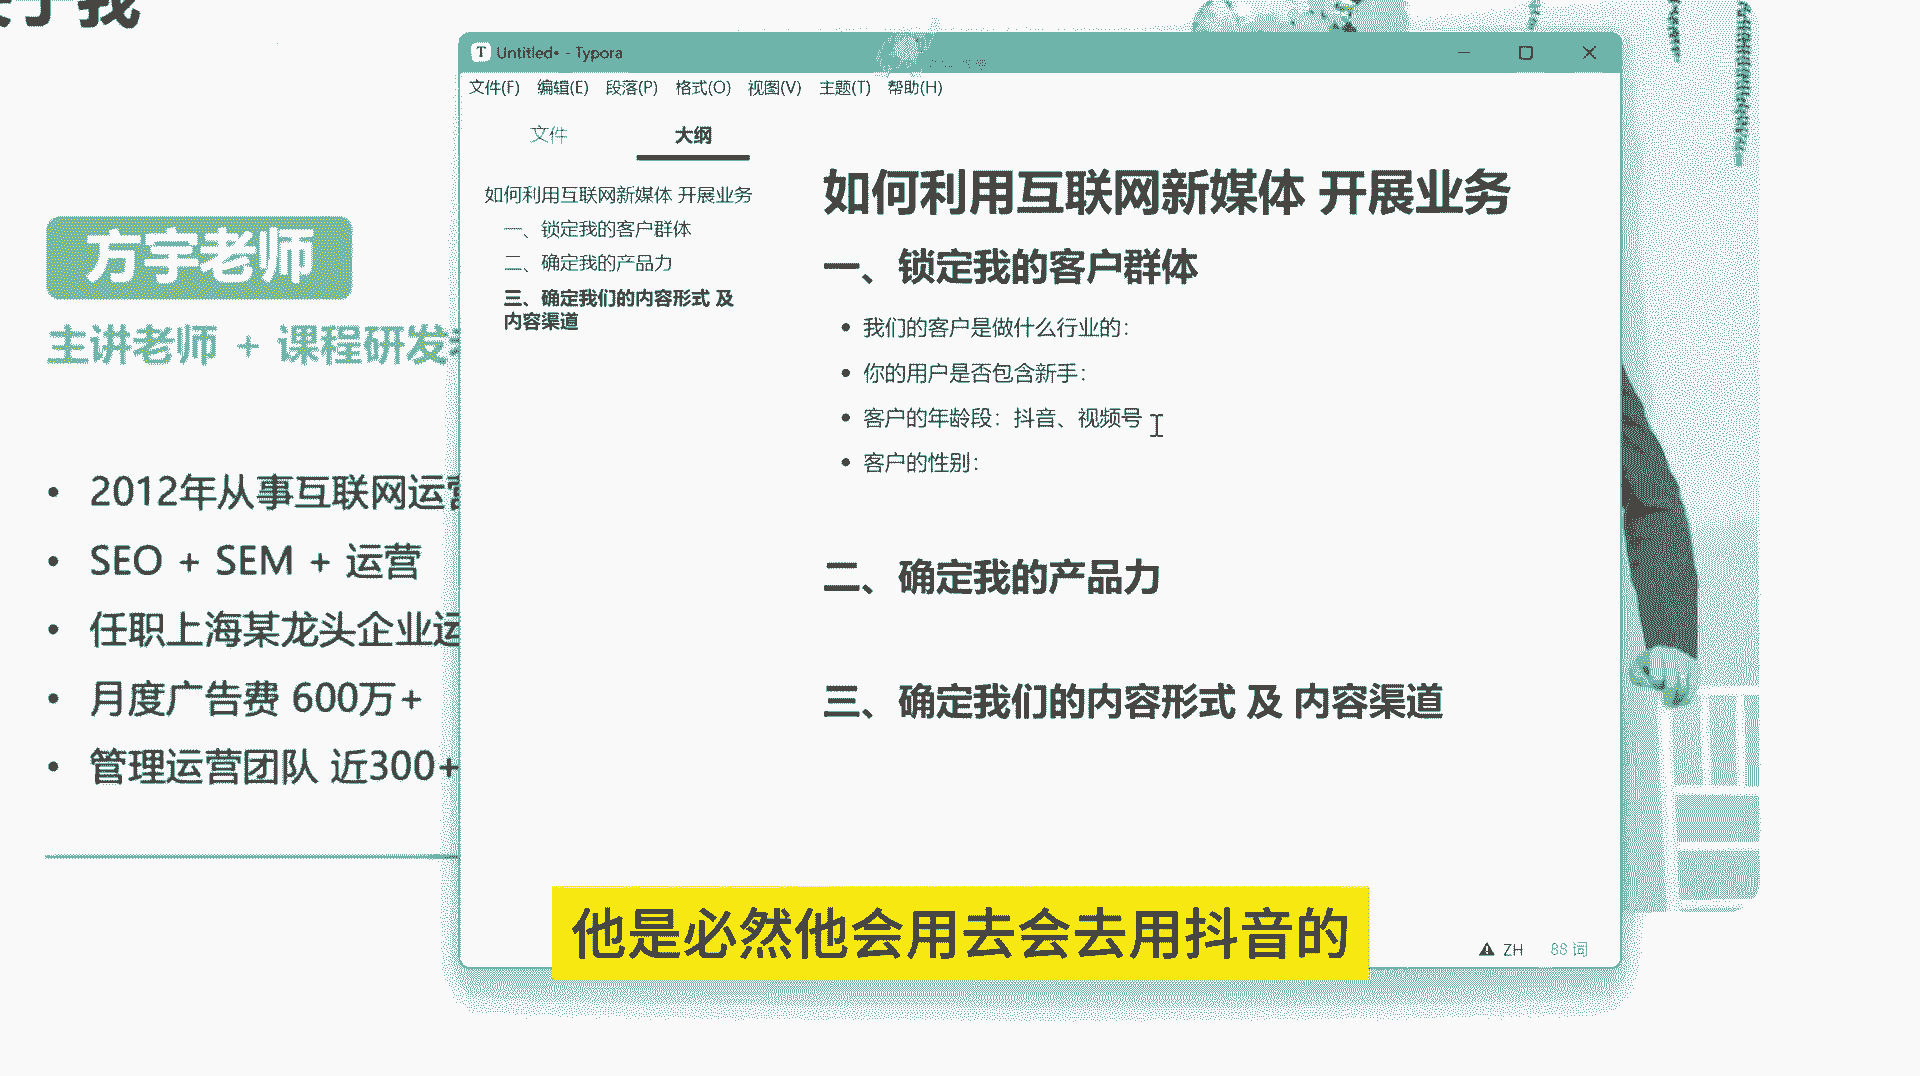 于我
方宇老师
主讲老师 + 课程研发
2012年从事互联网运营
SEO + SEM + 运营
任职上海某龙头企业运
月度广告费 600万+
管理运营团队 近300+
Untitled• - Typora
文件(F) 编辑(E) 段落(P) 格式(O) 视图(V) 主题(T) 帮助(H)
文件 大纲
如何利用互联网新媒体 开展业务
一、锁定我的客户群体
二、确定我的产品力
三、确定我们的内容形式 及
内容渠道
如何利用互联网新媒体 开展业务
一、锁定我的客户群体
我们的客户是做什么行业的：
你的用户是否包含新手：
客户的年龄段：抖音、视频号
客户的性别：
二、确定我的产品力
三、确定我们的内容形式 及 内容渠道
他是必然他会用去会去用抖音的
ZH 88 词